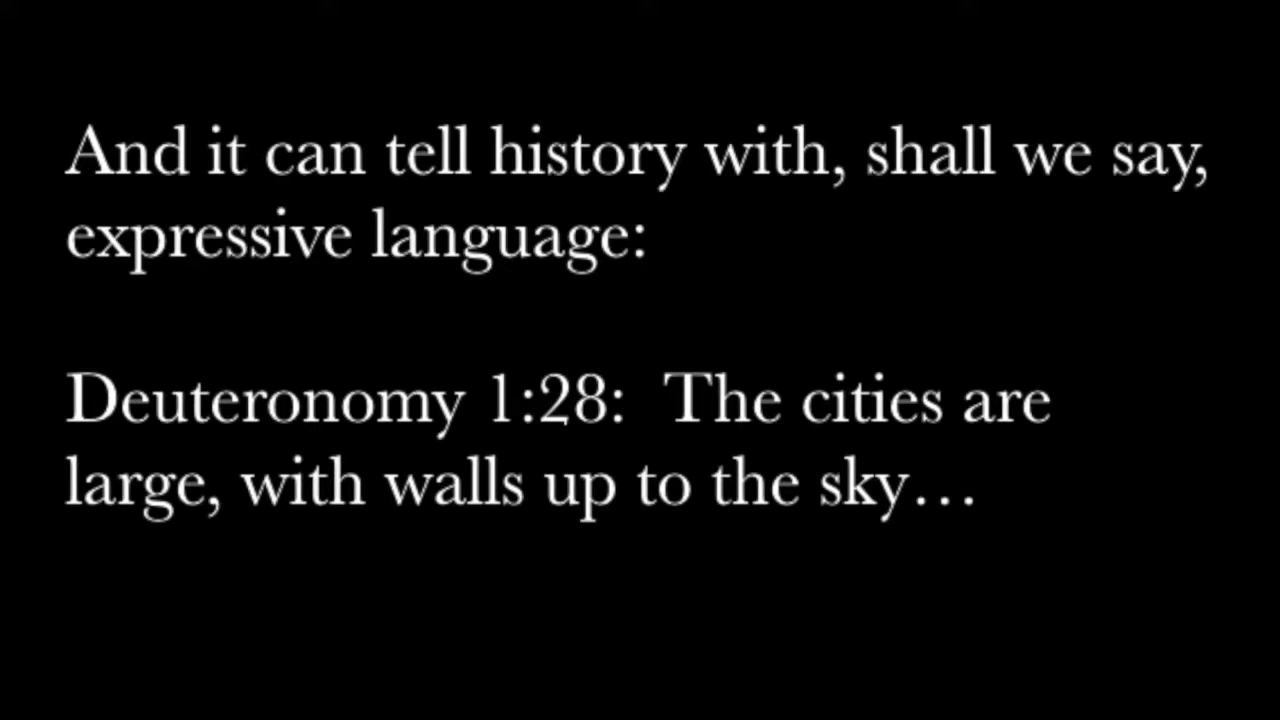 And it can tell history with, shall we say,
expressive language:
Deuteronomy 1:28:  The cities are
large, with walls up to the sky…